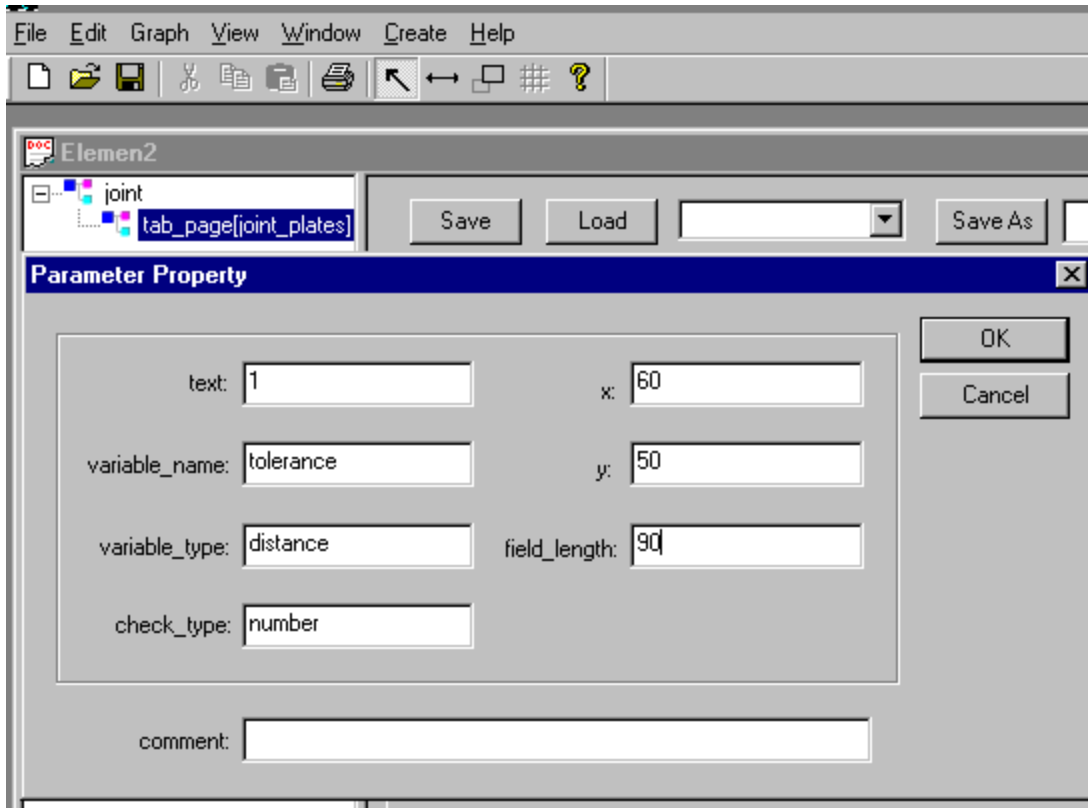 File Edit Graph View Window Create Help
DOC Elemen2
joint
tab_page[joint_plates]
Save Load Save As
Parameter Property
text: 1 x: 60 OK
Cancel
variable_name: tolerance y: 50
variable_type: distance field_length: 90
check_type: number
comment: